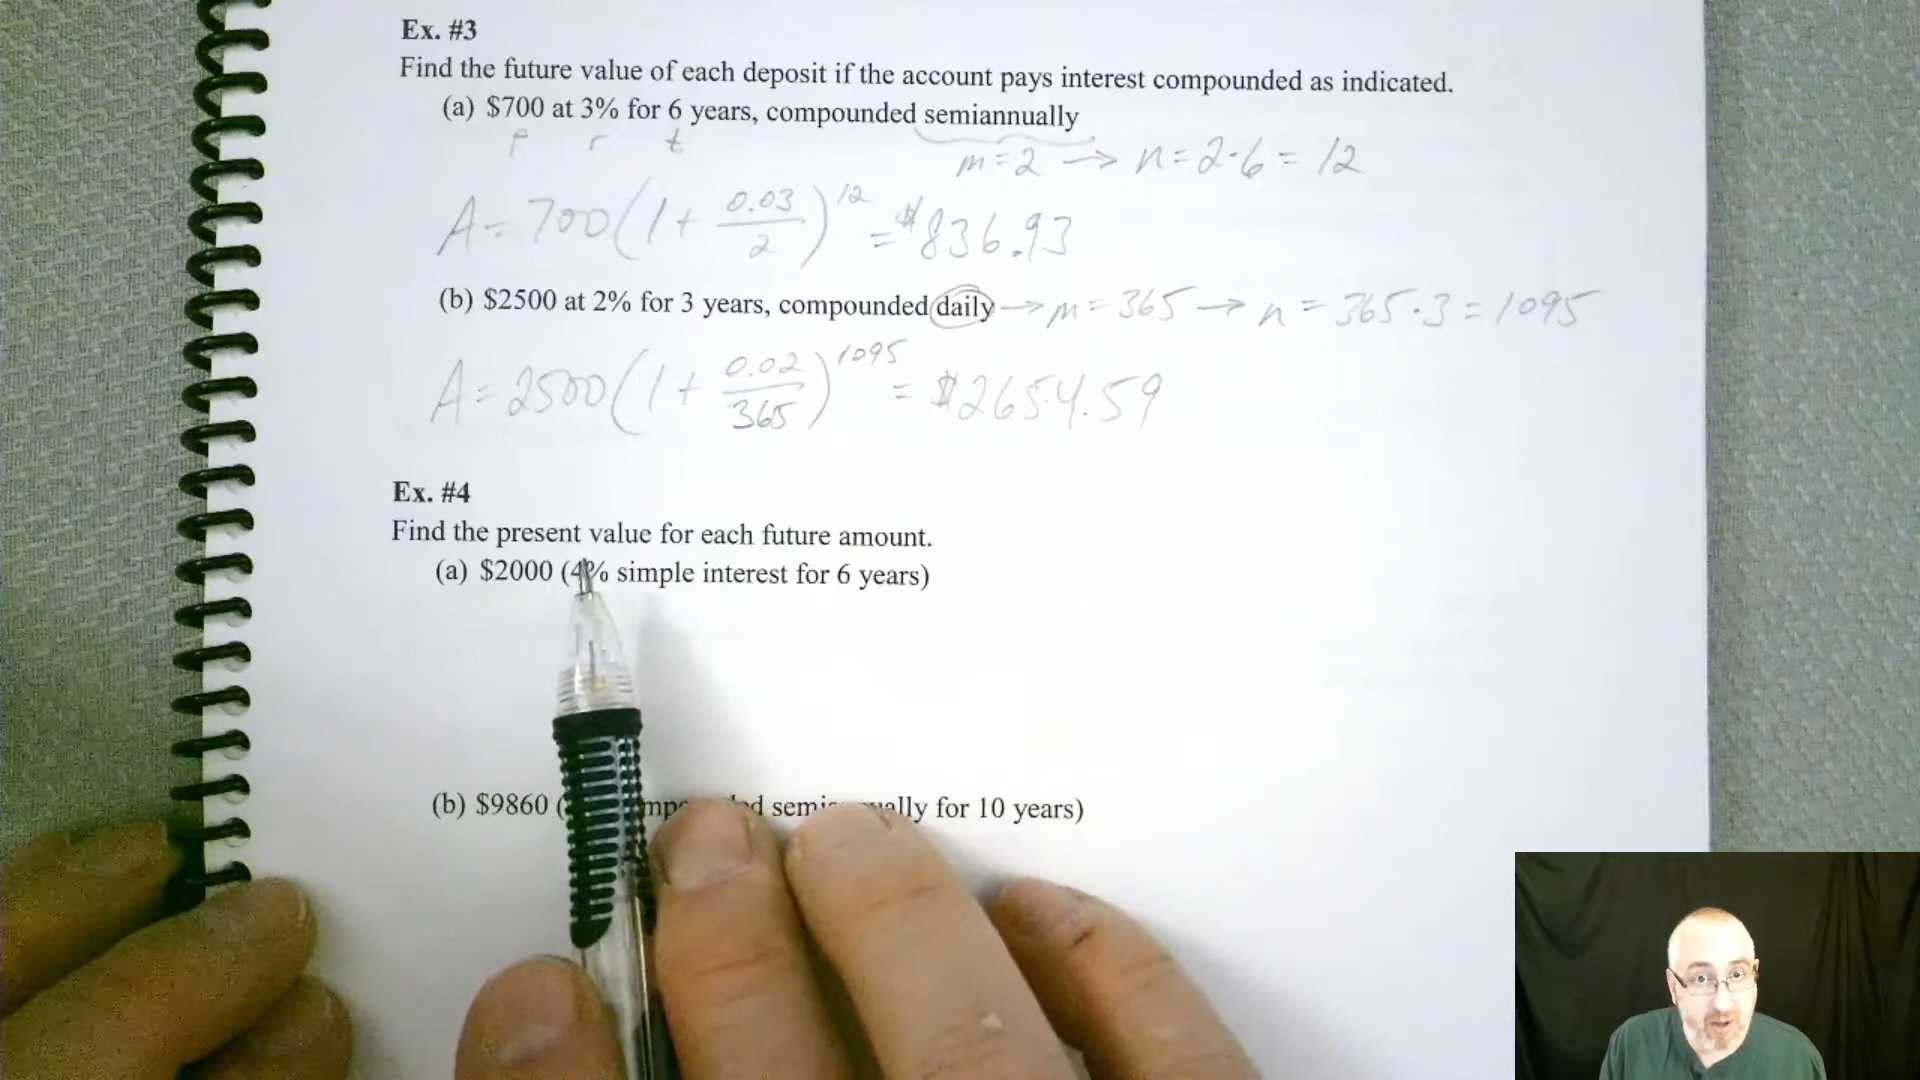 Ex. #3
Find the future value of each deposit if the account pays interest compounded as indicated.
(a) $700 at 3% for 6 years, compounded semiannually
P r t
m = 2 → n = 2·6 = 12
A = 700(1 + 0.03/2)^12 = $836.93
(b) $2500 at 2% for 3 years, compounded daily → m = 365 → n = 365·3 = 1095
A = 2500(1 + 0.02/365)^1095 = $2654.59
Ex. #4
Find the present value for each future amount.
(a) $2000 (4% simple interest for 6 years)
(b) $9860 ( for 10 years)